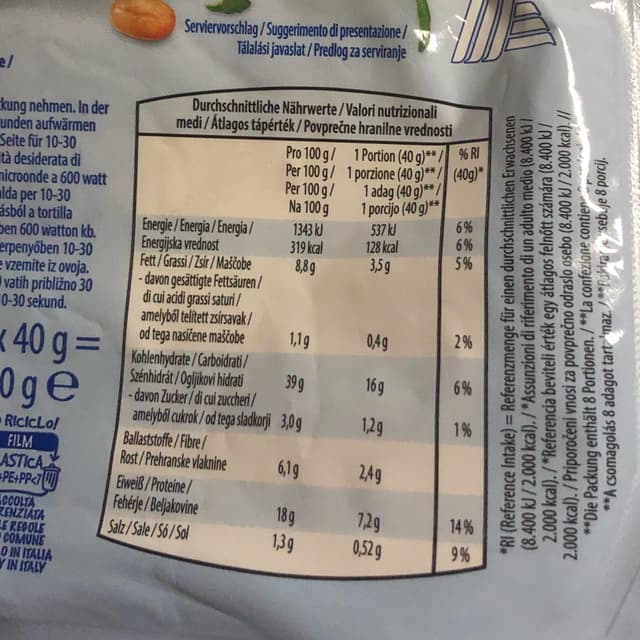 Serviervorschlag / Suggerimento di presentazione /
Tálalási javaslat / Predlog za serviranje
e /
kung nehmen. In der
unden aufwärmen
Seite für 10-30
tà desiderata di
microonde a 600 watt
alda per 10-30
ásból a tortilla
ben 600 watton kb.
erpenyőben 10-30
e vzemite iz ovoja.
vatih približno 30
0-30 sekund.
x 40 g =
0 g e
RICICLO!
FILM
PLASTICA
PE+PP<7
RACCOLTA
LE REGOLE
COMUNE
O IN ITALIA
Y IN ITALY
Durchschnittliche Nährwerte / Valori nutrizionali
medi / Átlagos tápérték / Povprečne hranilne vrednosti
Pro 100 g / 1 Portion (40 g)** / % RI
Per 100 g / 1 porzione (40 g)** / (40g)*
Per 100 g / 1 adag (40 g)** /
Na 100 g 1 porcijo (40 g)**
Energie / Energia / Energia / 1343 kJ 537 kJ 6 %
Energijska vrednost 319 kcal 128 kcal 6 %
Fett / Grassi / Zsír / Maščobe 8,8 g 3,5 g 5 %
- davon gesättigte Fettsäuren /
di cui acidi grassi saturi /
amelyből telített zsírsavak /
od tega nasičene maščobe 1,1 g 0,4 g 2 %
Kohlenhydrate / Carboidrati /
Szénhidrát / Ogljikovi hidrati 39 g 16 g 6 %
- davon Zucker / di cui zuccheri /
amelyből cukrok / od tega sladkorji 3,0 g 1,2 g 1 %
Ballaststoffe / Fibre /
Rost / Prehranske vlaknine 6,1 g 2,4 g
Eiweiß / Proteine /
Fehérje / Beljakovine 18 g 7,2 g 14 %
Salz / Sale / Só / Sol 1,3 g 0,52 g 9 %
*RI (Reference Intake) = Referenzmenge für einen durchschnittlichen Erwachsenen
(8.400 kJ / 2.000 kcal). / *Assunzioni di riferimento di un adulto medio (8.400 kJ /
2.000 kcal). / *Referencia beviteli érték egy átlagos felnőtt számára (8.400 kJ /
2.000 kcal). / Priporočeni vnosi za povprečno odraslo osebo (8.400 kJ / 2.000 kcal). //
**Die Packung enthält 8 Portionen. / **La confezione contiene
**A csomagolás 8 adagot tartalmaz. / vsebuje 8 porcij.